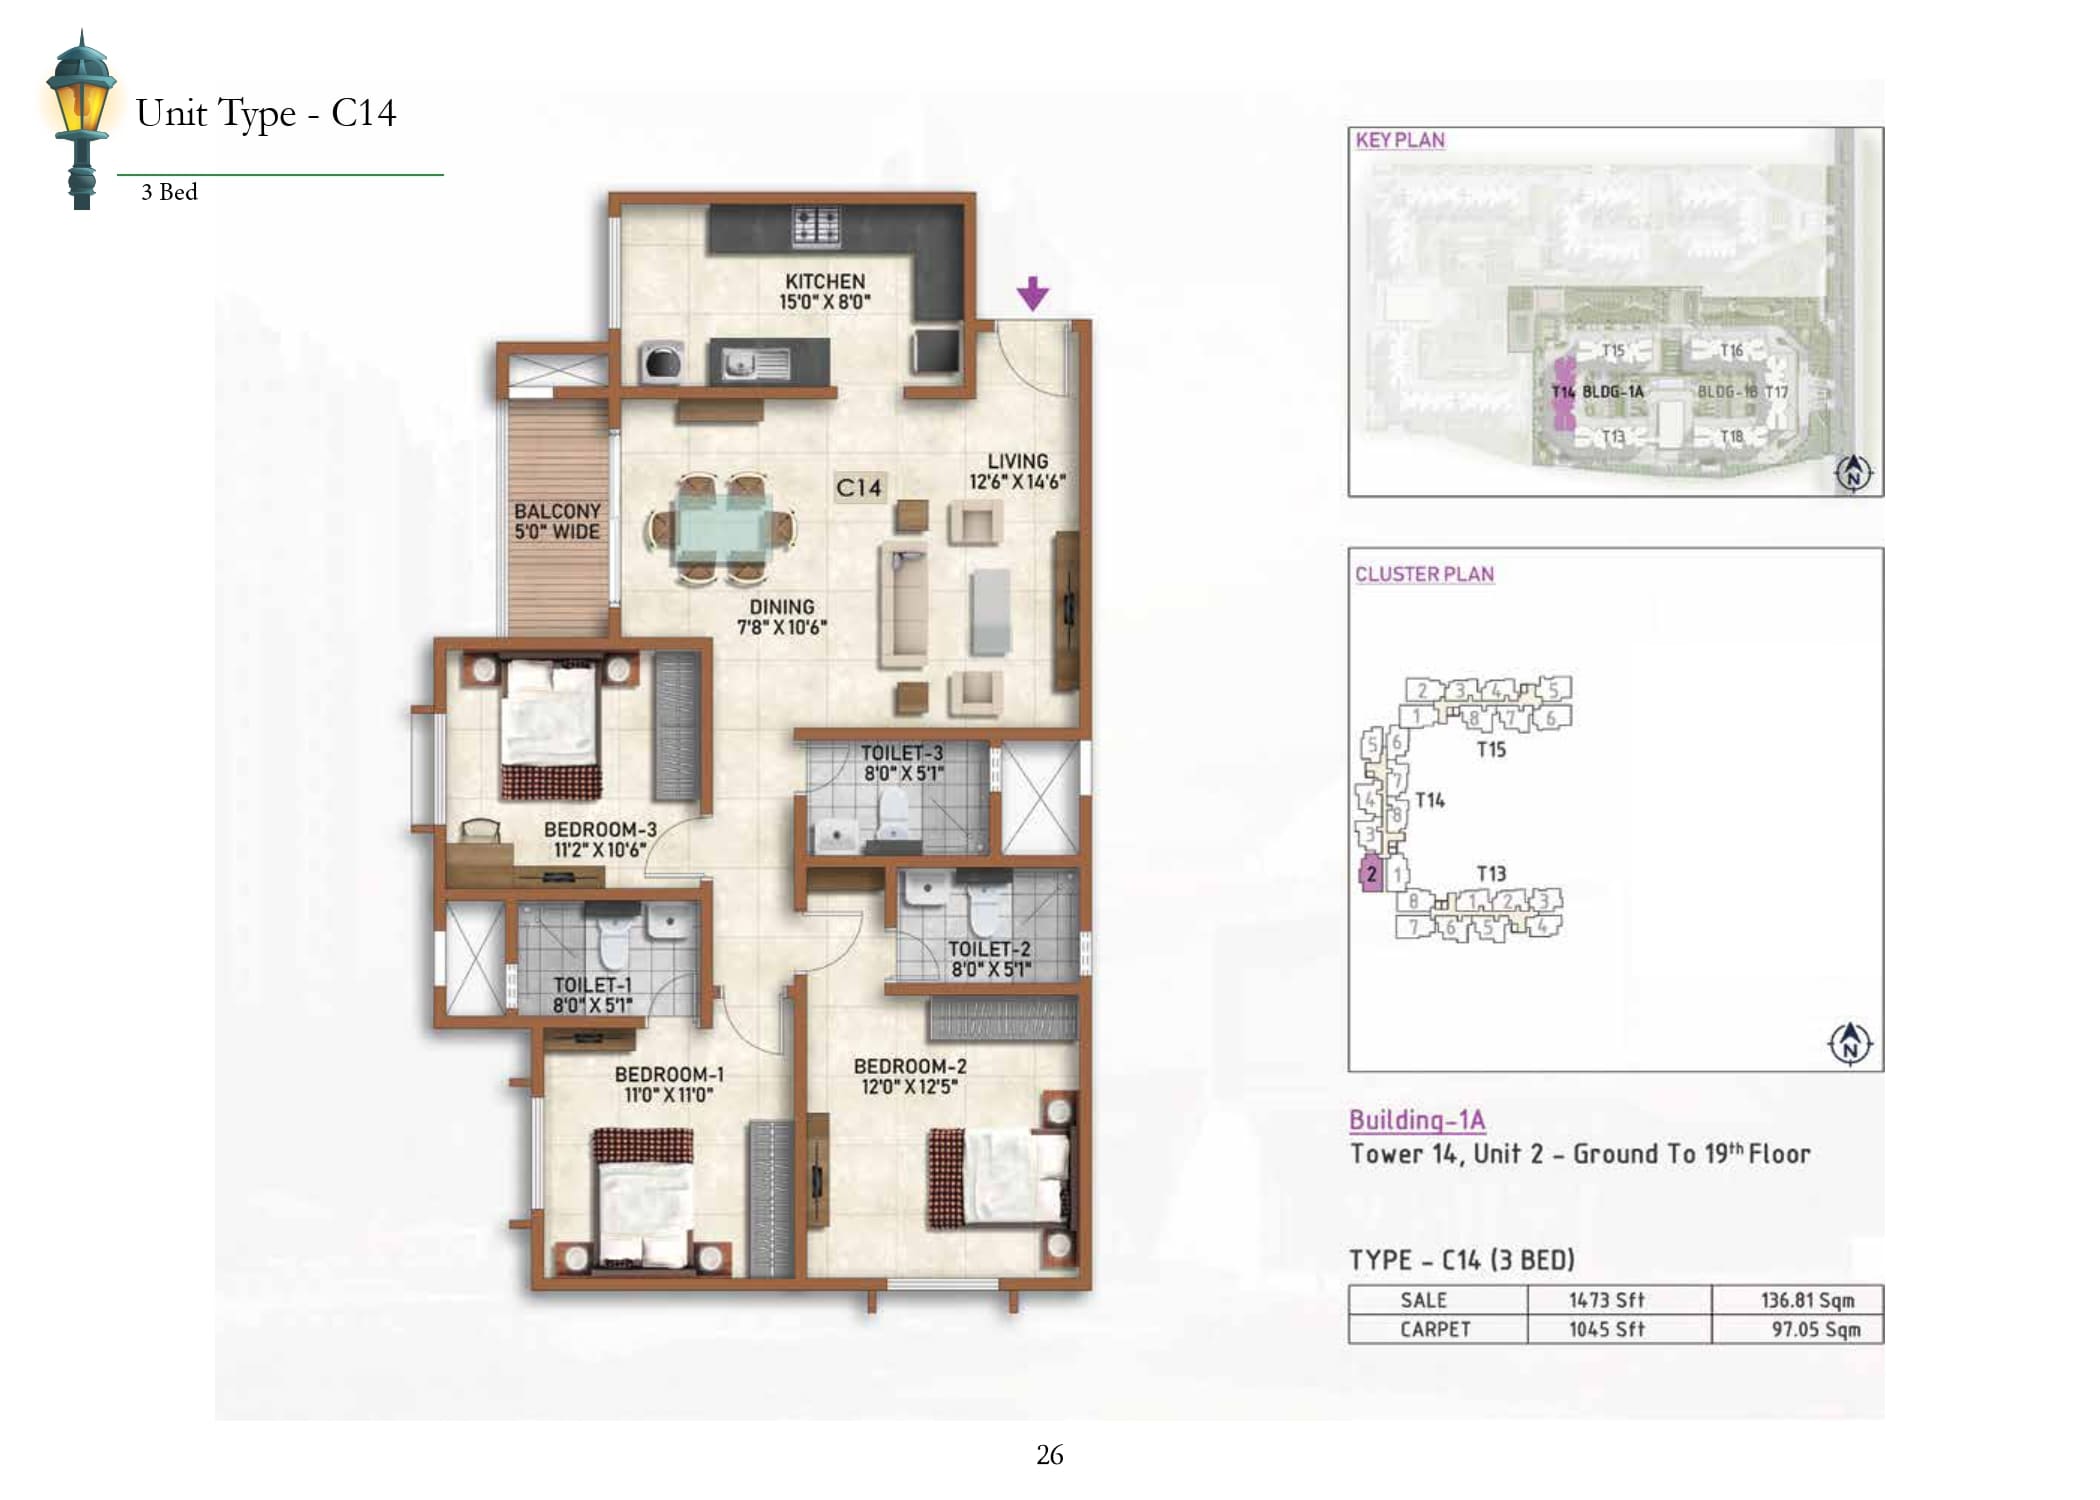 Unit Type - C14
3 Bed
KITCHEN
15'0" X 8'0"
LIVING
12'6" X 14'6"
C14
BALCONY
5'0" WIDE
DINING
7'8" X 10'6"
TOILET-3
8'0" X 5'1"
BEDROOM-3
11'2" X 10'6"
TOILET-2
8'0" X 5'1"
TOILET-1
8'0" X 5'1"
BEDROOM-2
12'0" X 12'5"
BEDROOM-1
11'0" X 11'0"
KEY PLAN
T15
T16
T14 BLDG-1A
BLDG-1B T17
T13
T18
N
CLUSTER PLAN
2 3 4 5
1 8 7 6
T15
5 6
7
4
T14
8
3
2 1
T13
8 1 2 3
7 6 5 4
N
Building-1A
Tower 14, Unit 2 - Ground To 19th Floor
TYPE - C14 (3 BED)
SALE 1473 Sft 136.81 Sqm
CARPET 1045 Sft 97.05 Sqm
26